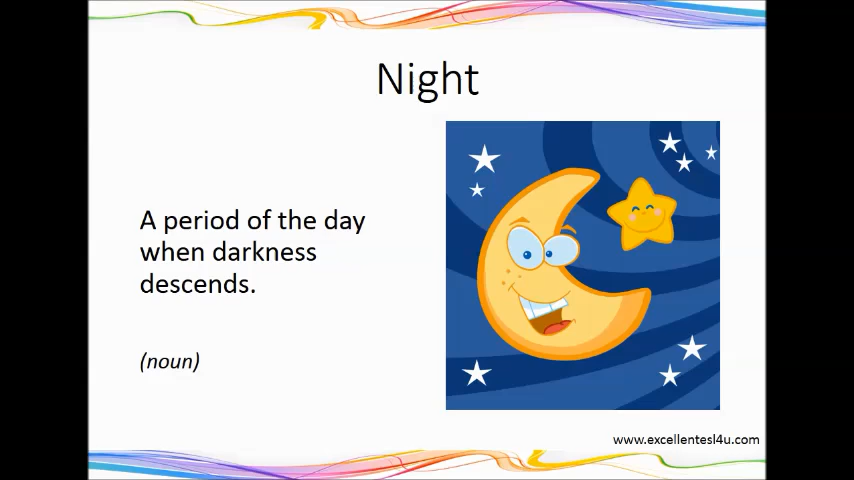 Night
A period of the day
when darkness
descends.
(noun)
www.excellentesl4u.com